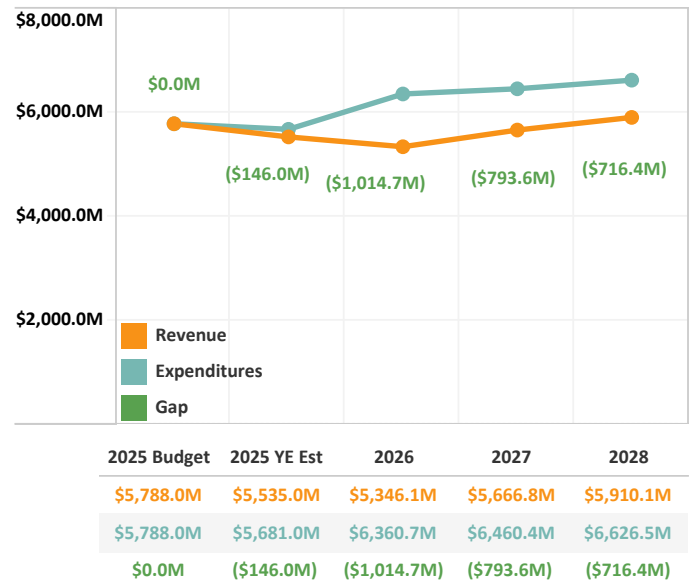 $8,000.0M
$0.0M
$6,000.0M
($146.0M) ($1,014.7M) ($793.6M) ($716.4M)
$4,000.0M
$2,000.0M
Revenue
Expenditures
Gap
2025 Budget 2025 YE Est 2026 2027 2028
$5,788.0M $5,535.0M $5,346.1M $5,666.8M $5,910.1M
$5,788.0M $5,681.0M $6,360.7M $6,460.4M $6,626.5M
$0.0M ($146.0M) ($1,014.7M) ($793.6M) ($716.4M)